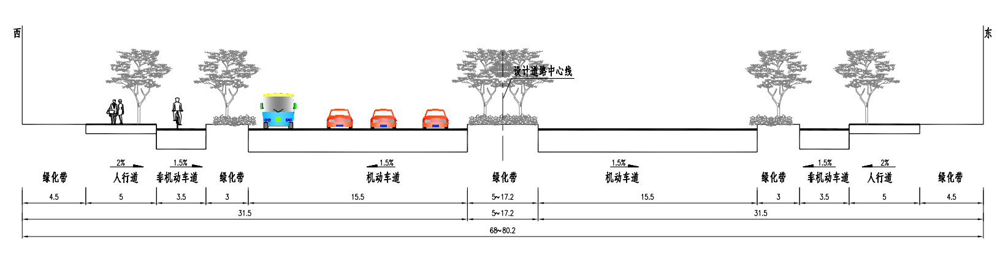 西
东
设计道路中心线
2% 1.5% 1.5% 1.5% 1.5% 2%
绿化带 人行道 非机动车道 绿化带 机动车道 绿化带 机动车道 绿化带 非机动车道 人行道 绿化带
4.5 5 3.5 3 15.5 5~17.2 15.5 3 3.5 5 4.5
31.5 5~17.2 31.5
68~80.2